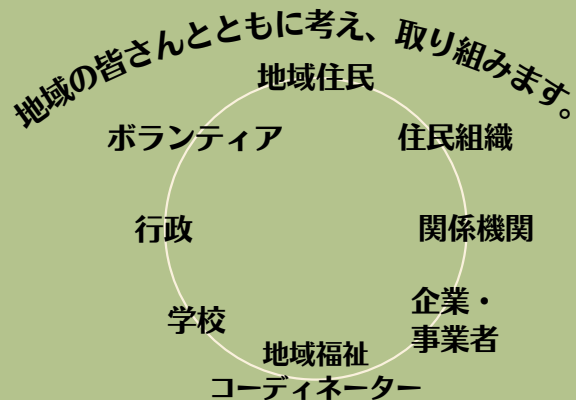 地域の皆さんとともに考え、取り組みます。
地域住民
住民組織
関係機関
企業・
事業者
地域福祉
コーディネーター
学校
行政
ボランティア